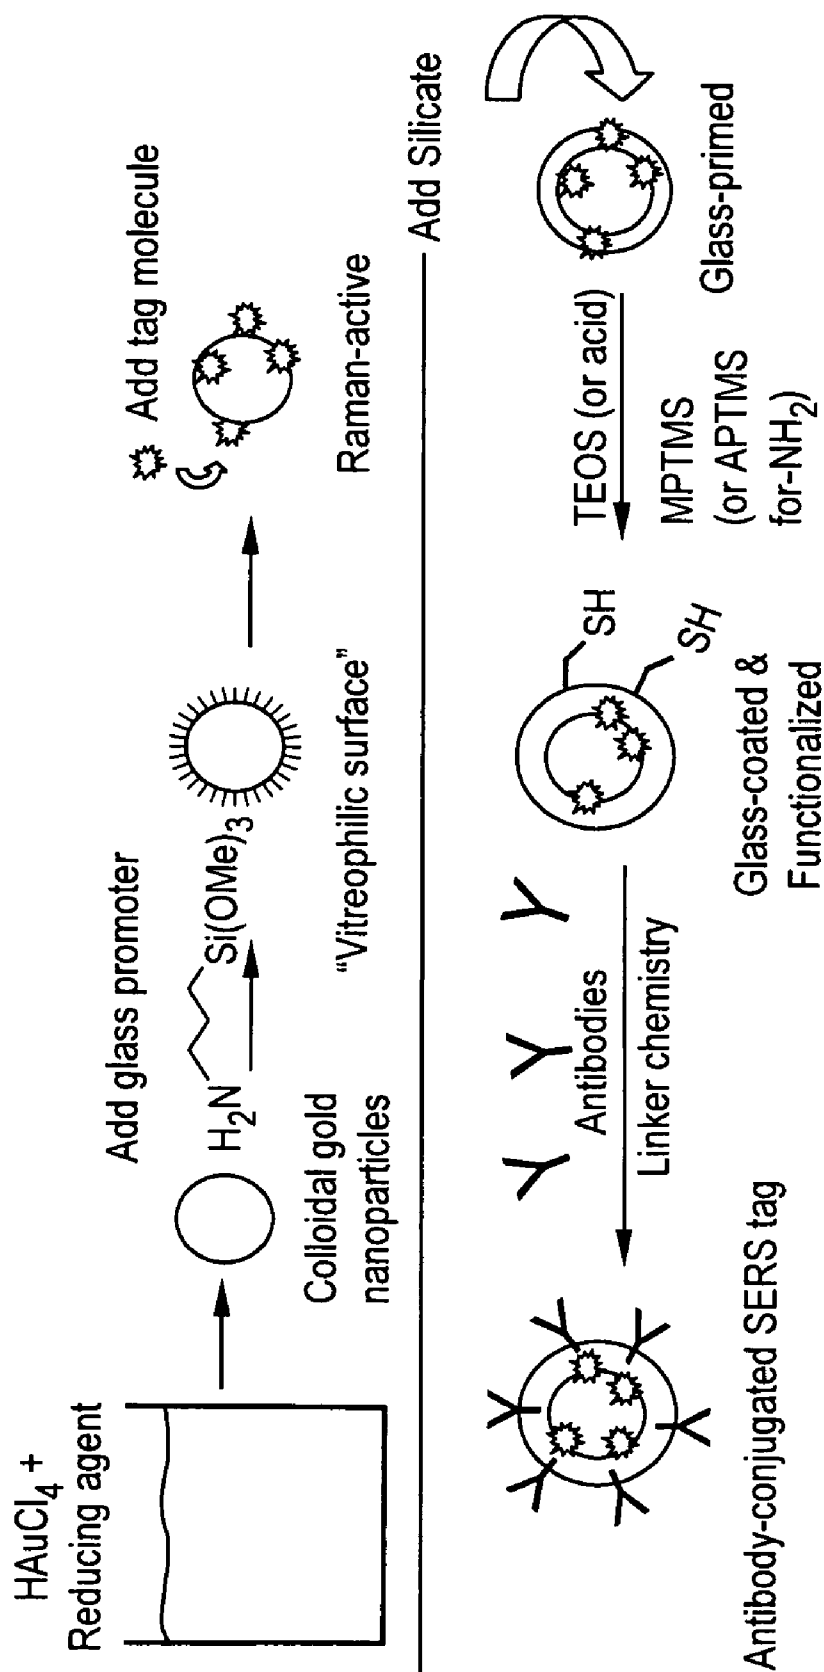 HAuCl4 +
Reducing agent
Colloidal gold
nanoparticles
Add glass promoter
H2N Si(OMe)3
“Vitreophilic surface”
Add tag molecule
Raman-active
Add Silicate
Glass-primed
TEOS (or acid)
MPTMS
(or APTMS
for-NH2)
SH
SH
Glass-coated &
Functionalized
Antibodies
Linker chemistry
Antibody-conjugated SERS tag